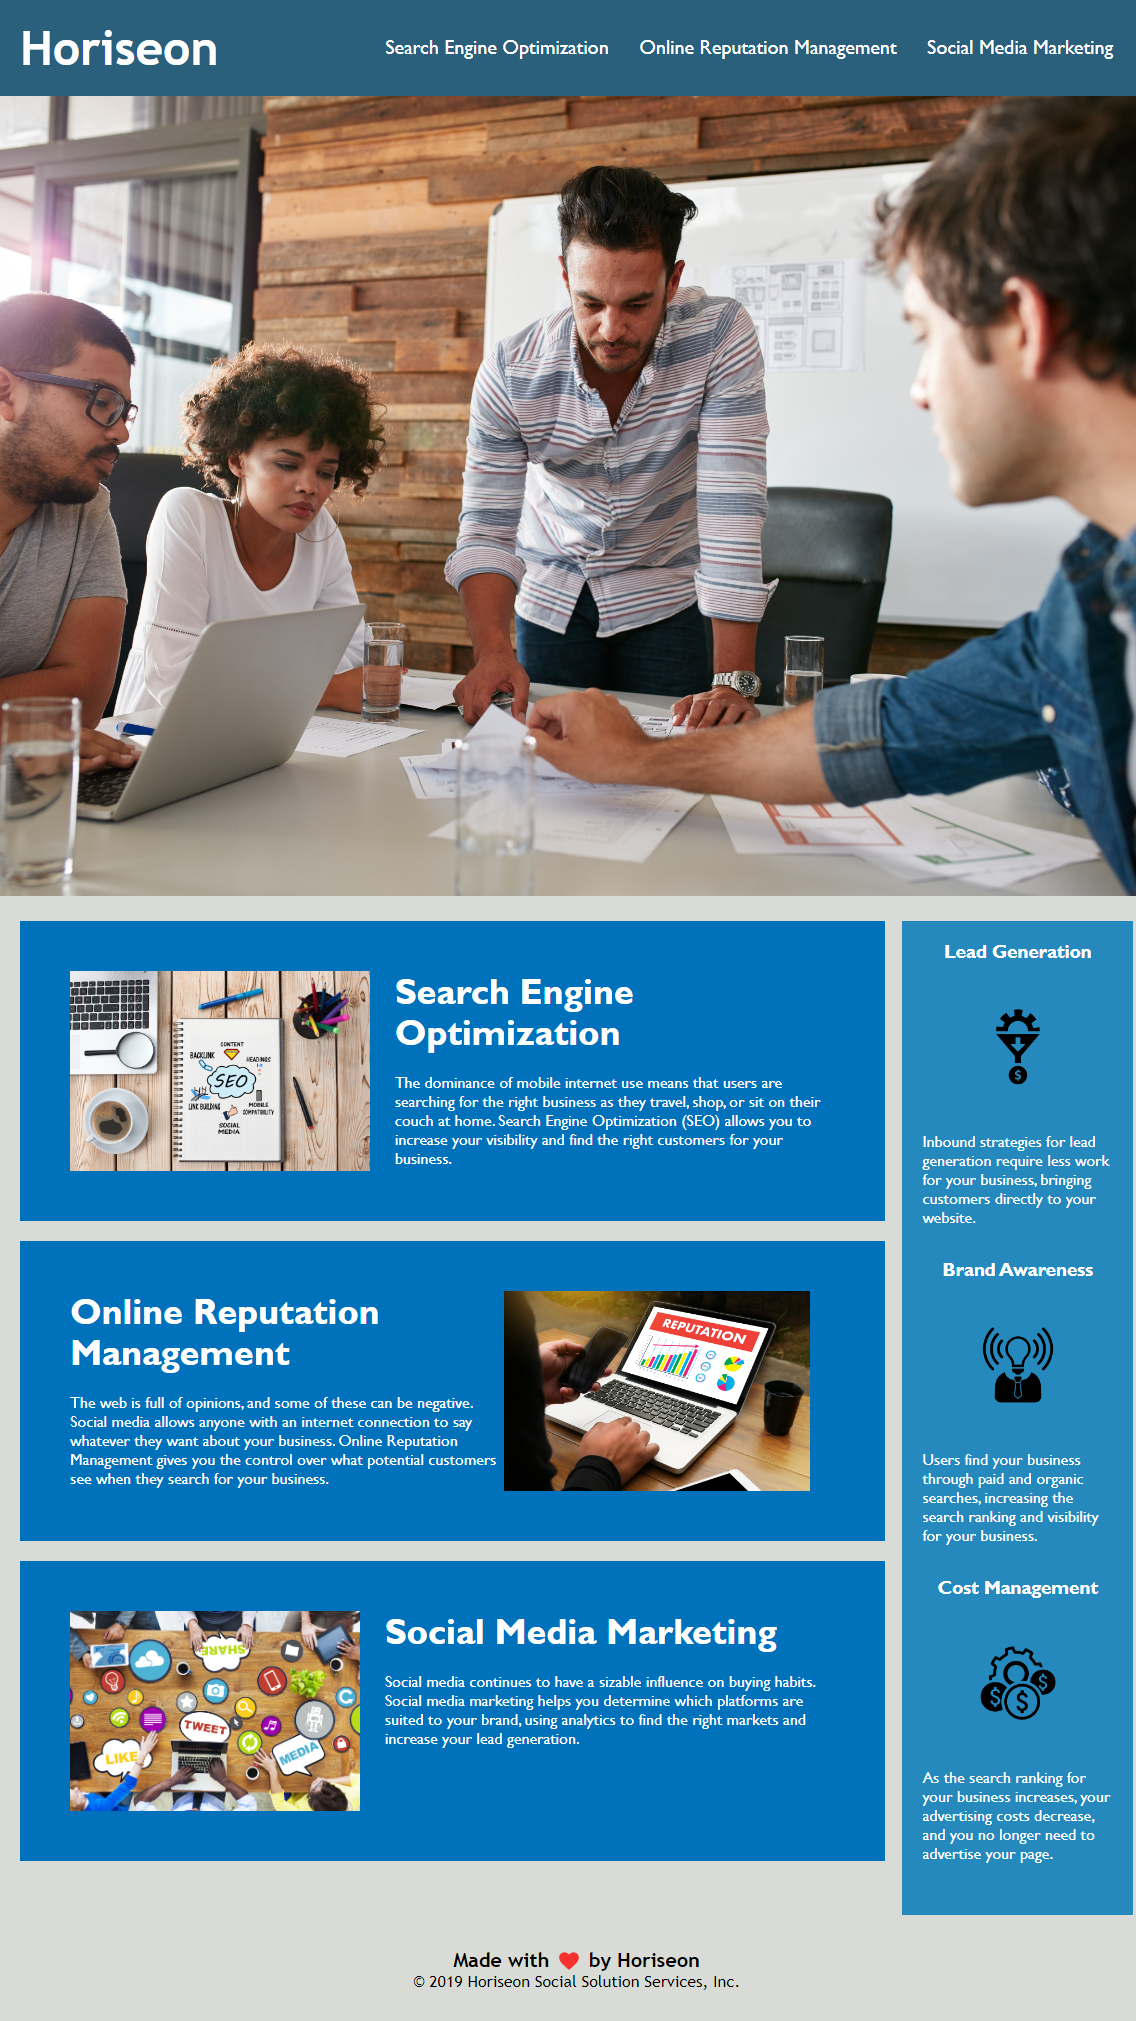 Horiseon
Search Engine Optimization
Online Reputation Management
Social Media Marketing
CONTENT
BACKLINK
HEADINGS
SEO
LINK BUILDING
MOBILE
COMPATIBILITY
SOCIAL
MEDIA
Search Engine
Optimization
The dominance of mobile internet use means that users are
searching for the right business as they travel, shop, or sit on their
couch at home. Search Engine Optimization (SEO) allows you to
increase your visibility and find the right customers for your
business.
Online Reputation
Management
The web is full of opinions, and some of these can be negative.
Social media allows anyone with an internet connection to say
whatever they want about your business. Online Reputation
Management gives you the control over what potential customers
see when they search for your business.
REPUTATION
SHARE
TWEET
LIKE
MEDIA
Social Media Marketing
Social media continues to have a sizable influence on buying habits.
Social media marketing helps you determine which platforms are
suited to your brand, using analytics to find the right markets and
increase your lead generation.
Lead Generation
$
Inbound strategies for lead
generation require less work
for your business, bringing
customers directly to your
website.
Brand Awareness
Users find your business
through paid and organic
searches, increasing the
search ranking and visibility
for your business.
Cost Management
$ $ $
As the search ranking for
your business increases, your
advertising costs decrease,
and you no longer need to
advertise your page.
Made with ❤️ by Horiseon
© 2019 Horiseon Social Solution Services, Inc.